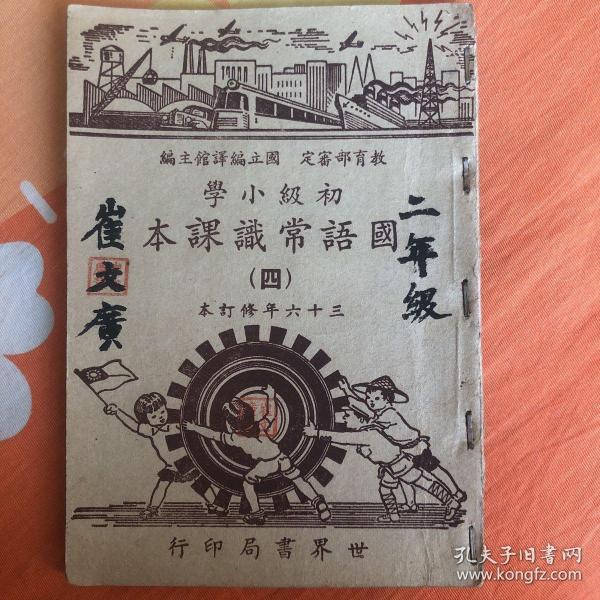 教育部審定 國立編譯館主編
初級小學
國語常識課本
(四)
三十六年修訂本
二年級
崔文廣
世界書局印行
孔夫子旧书网
www.kongfz.com